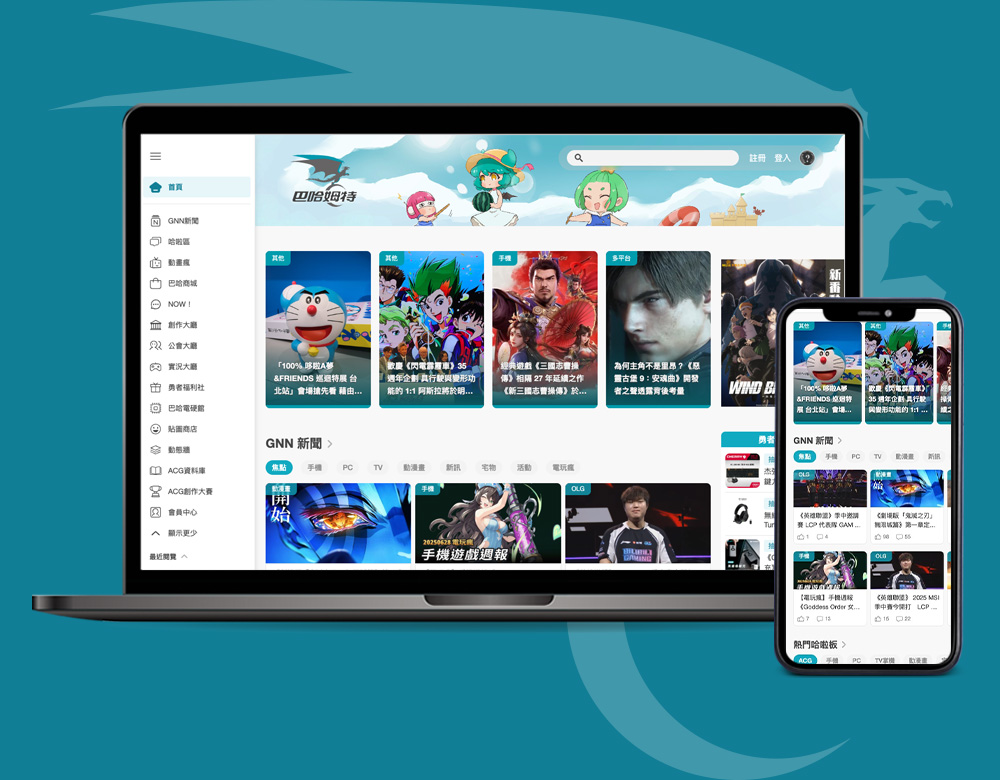 首頁
GNN新聞
哈啦區
動畫瘋
巴哈商城
NOW！
創作大廳
公會大廳
實況大廳
勇者福利社
巴哈電硬館
貼圖商店
動態牆
ACG資料庫
ACG創作大賽
會員中心
顯示更少
最近閱覽
巴哈姆特
註冊 登入 ?
其他
「100% 哆啦A夢
&FRIENDS 巡迴特展 台
北站」會場搶先看 藉由...
其他
歡慶《閃電霹靂車》35
週年企劃 具行駛與變形功
能的 1:1 阿斯拉將於明...
手機
經典遊戲《三國志曹操
傳》相隔 27 年延續之作
《新三國志曹操傳》於...
多平台
為何主角不是里昂？《惡
靈古堡 9：安魂曲》開發
者之聲透露背後考量
新番
WIND B
GNN 新聞
焦點 手機 PC TV 動漫畫 新訊 宅物 活動 電玩瘋
動漫畫
開始
手機
20250628 電玩瘋
手機遊戲週報
OLG
勇者
CHERRY
其他
「100% 哆啦A夢
&FRIENDS 巡迴特
展 台北站」會場...
其他
歡慶《閃電霹靂車》
35 週年企劃 具行駛
與變形功能的 1:1 ...
GNN 新聞
焦點 手機 PC TV 動漫畫 新訊
OLG
《英雄聯盟》季中邀請
賽 LCP 代表隊 GAM ...
1 4
動漫畫
《劇場版「鬼滅之刃」
無限城篇》第一章定...
98 55
手機
【電玩瘋】手機週報
《Goddess Order 女...
7 13
OLG
《英雄聯盟》2025 MSI
季中賽今開打 LCP ...
15 22
熱門哈啦板
ACG 手機 PC TV掌機 動漫畫